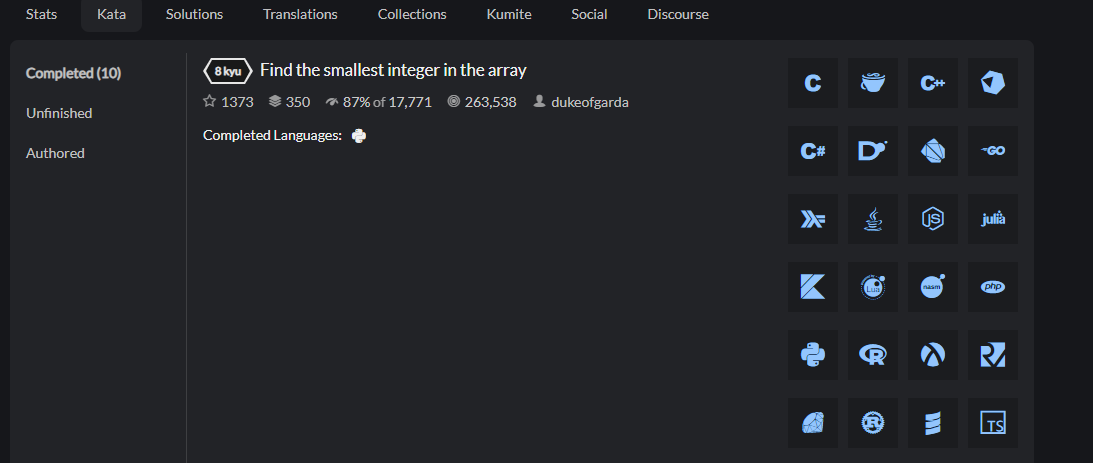 Stats Kata Solutions Translations Collections Kumite Social Discourse
Completed (10)
Unfinished
Authored
8 kyu Find the smallest integer in the array
1373 350 87% of 17,771 263,538 dukeofgarda
Completed Languages:
C C++
C# D GO
JS julia
Lua nasm php
R
TS